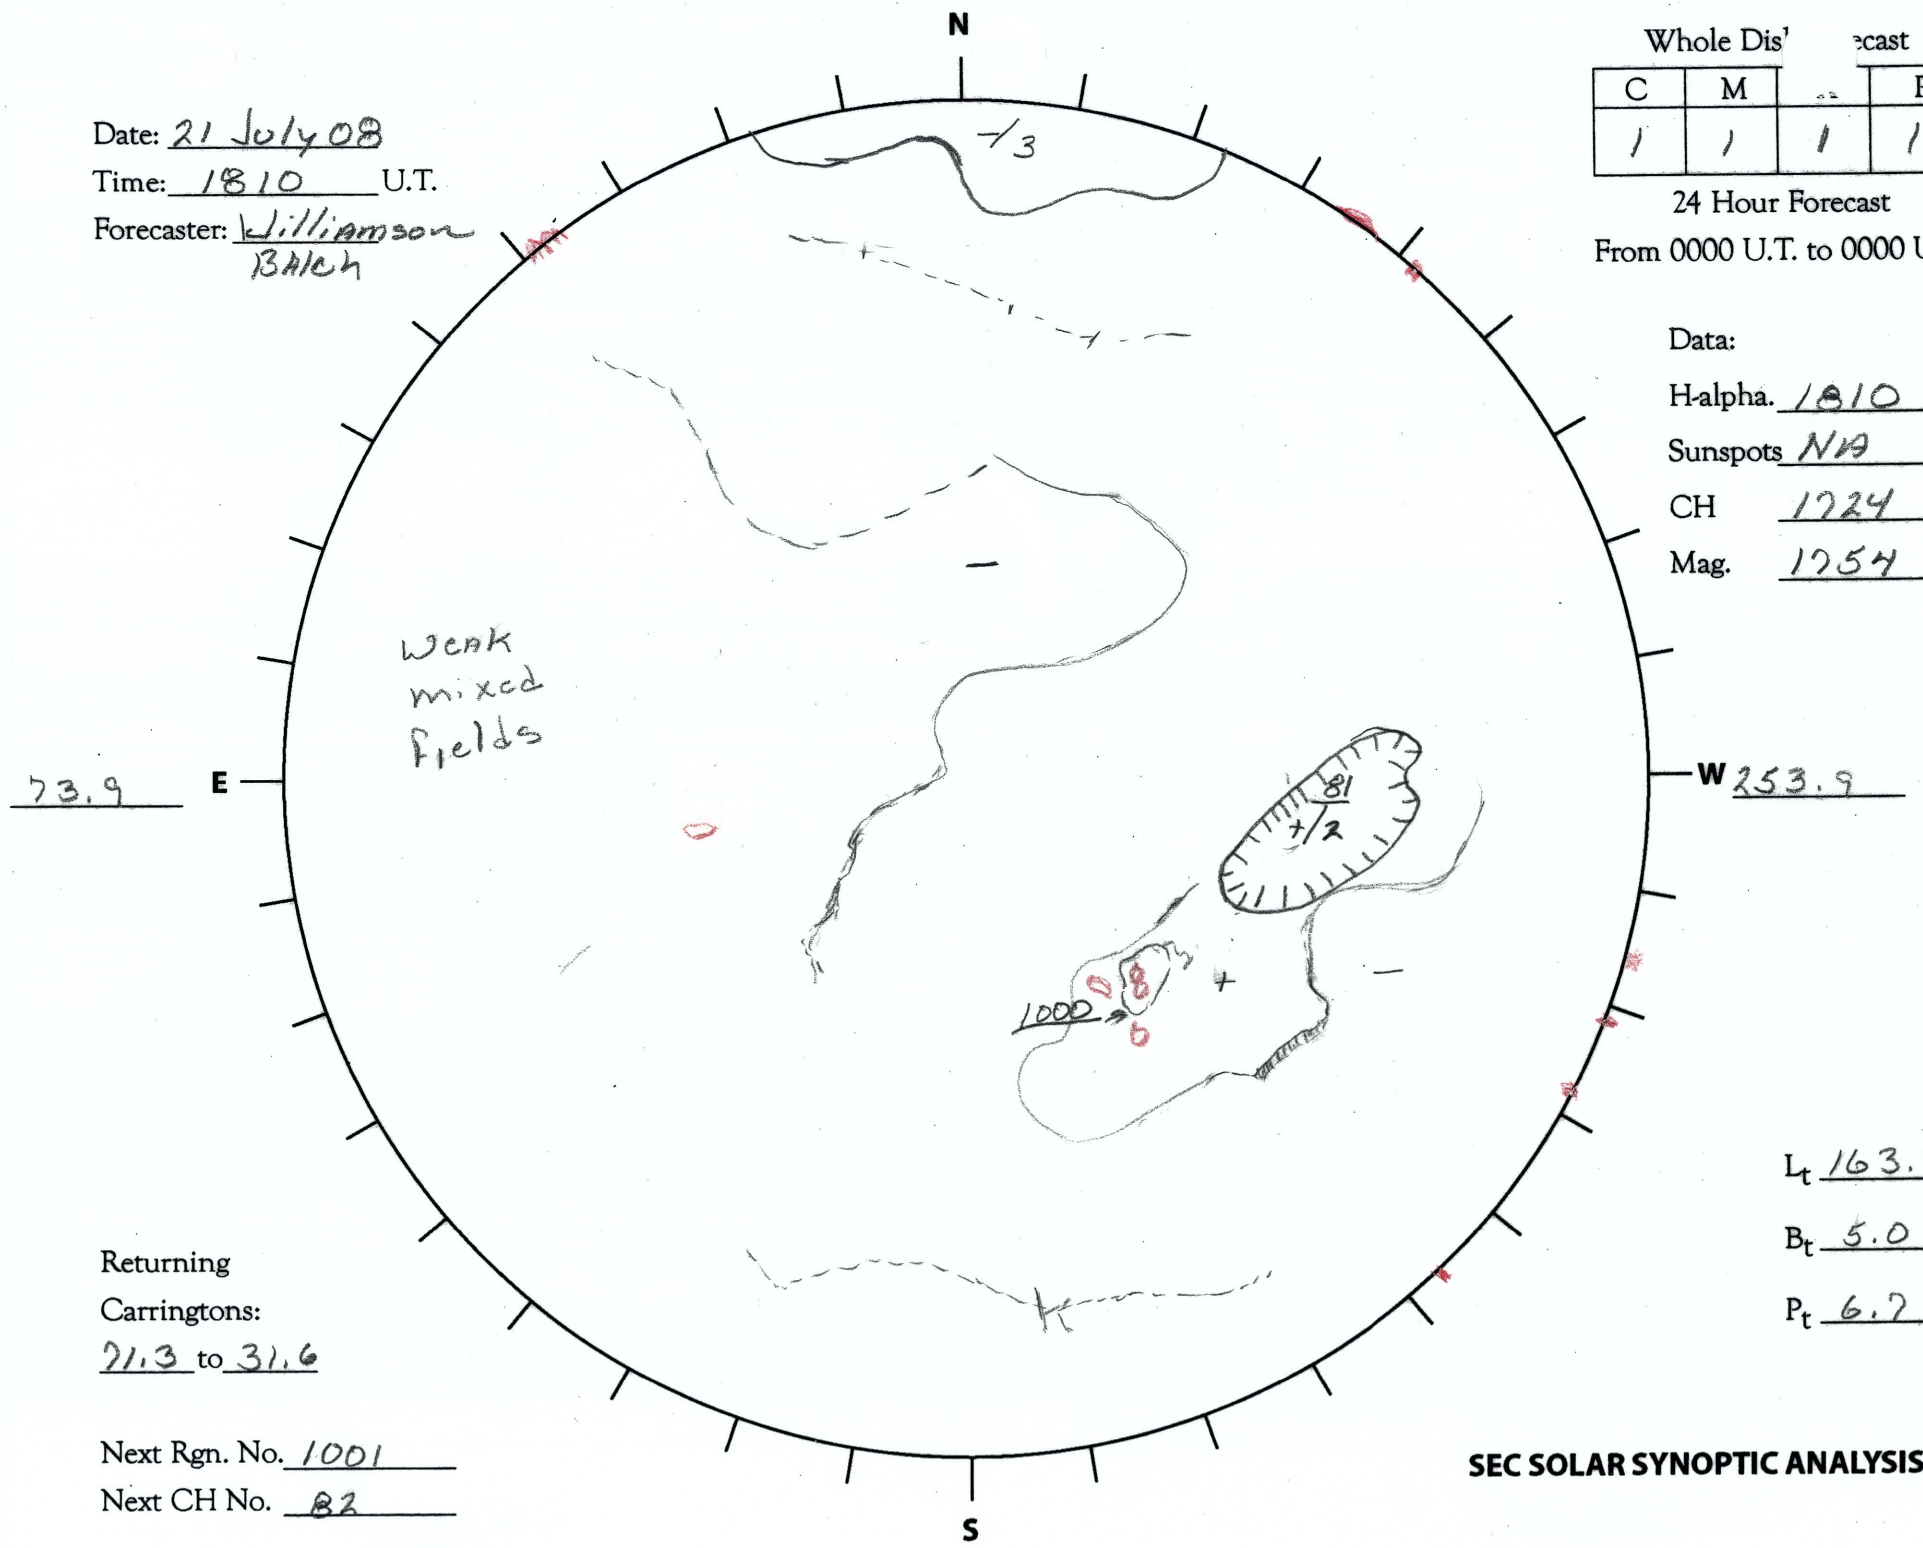 N
Whole Dis ecast
C M
1 1 1 1
24 Hour Forecast
From 0000 U.T. to 0000 U
Date: 21 July 08
Time: 1810 U.T.
Forecaster: Williamson
Balch
-/3
Data:
H-alpha. 1810
Sunspots NA
CH 1724
Mag. 1754
—
Weak
mixed
fields
73.9 E
W 253.9
81
+/2
+ —
1000
Lt 163.
Bt 5.0
Pt 6.7
Returning
Carringtons:
71.3 to 31.6
Next Rgn. No. 1001
Next CH No. 82
SEC SOLAR SYNOPTIC ANALYSIS
S